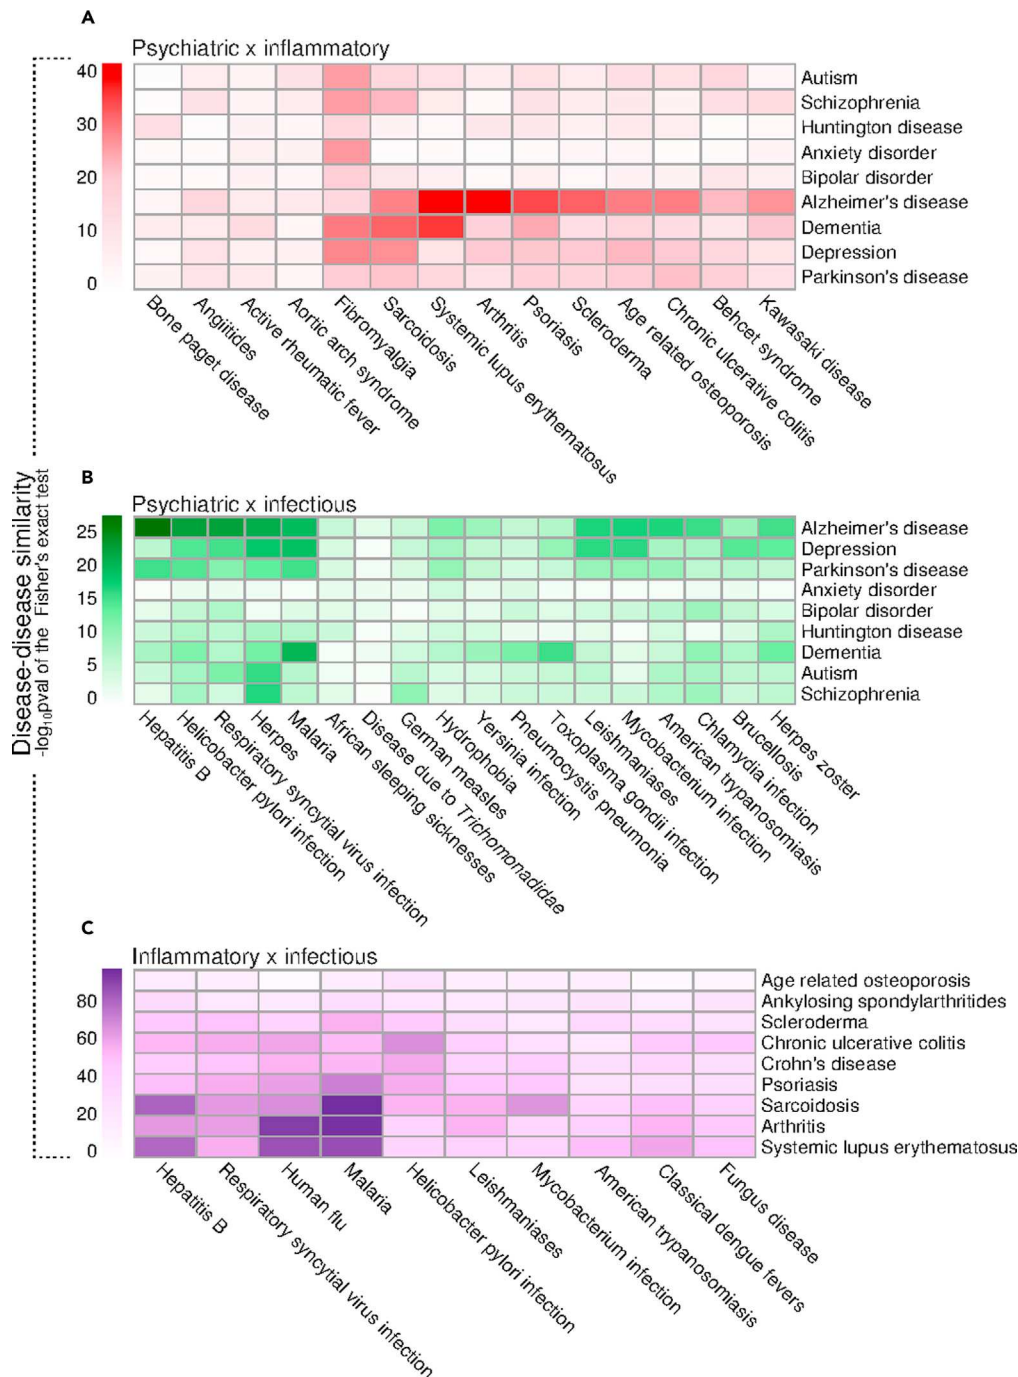 A
Psychiatric x inflammatory
40
30
20
10
0
Autism
Schizophrenia
Huntington disease
Anxiety disorder
Bipolar disorder
Alzheimer's disease
Dementia
Depression
Parkinson's disease
Bone paget disease
Angiitides
Active rheumatic fever
Aortic arch syndrome
Fibromyalgia
Sarcoidosis
Systemic lupus erythematosus
Arthritis
Psoriasis
Scleroderma
Age related osteoporosis
Chronic ulcerative colitis
Behcet syndrome
Kawasaki disease
Disease-disease similarity
-log₁₀pval of the Fisher's exact test
B
Psychiatric x infectious
25
20
15
10
5
0
Alzheimer's disease
Depression
Parkinson's disease
Anxiety disorder
Bipolar disorder
Huntington disease
Dementia
Autism
Schizophrenia
Hepatitis B
Helicobacter pylori infection
Respiratory syncytial virus infection
Herpes
Malaria
African sleeping sicknesses
Disease due to Trichomonadidae
German measles
Hydrophobia
Yersinia infection
Pneumocystis pneumonia
Toxoplasma gondii infection
Leishmaniases
Mycobacterium infection
American trypanosomiasis
Chlamydia infection
Brucellosis
Herpes zoster
C
Inflammatory x infectious
80
60
40
20
0
Age related osteoporosis
Ankylosing spondylarthritides
Scleroderma
Chronic ulcerative colitis
Crohn's disease
Psoriasis
Sarcoidosis
Arthritis
Systemic lupus erythematosus
Hepatitis B
Respiratory syncytial virus infection
Human flu
Malaria
Helicobacter pylori infection
Leishmaniases
Mycobacterium infection
American trypanosomiasis
Classical dengue fevers
Fungus disease